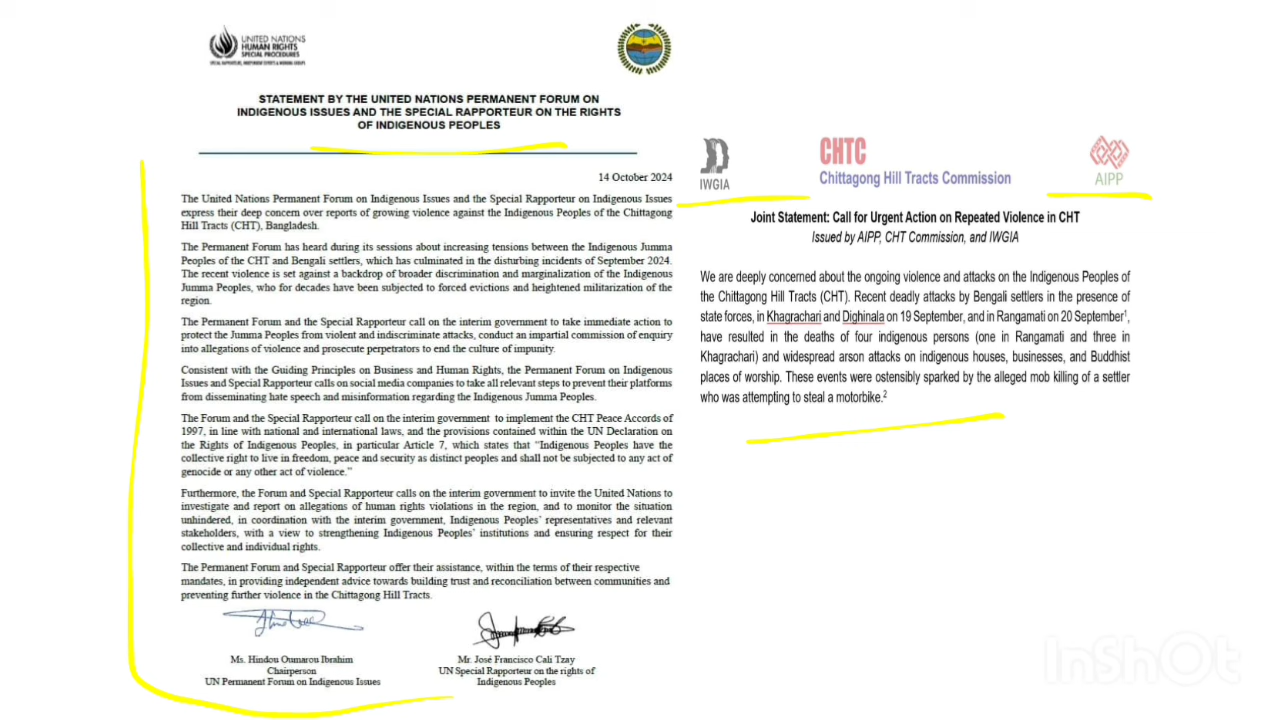 UNITED NATIONS
HUMAN RIGHTS
SPECIAL PROCEDURES
STATEMENT BY THE UNITED NATIONS PERMANENT FORUM ON
INDIGENOUS ISSUES AND THE SPECIAL RAPPORTEUR ON THE RIGHTS
OF INDIGENOUS PEOPLES
14 October 2024
The United Nations Permanent Forum on Indigenous Issues and the Special Rapporteur on Indigenous Issues
express their deep concern over reports of growing violence against the Indigenous Peoples of the Chittagong
Hill Tracts (CHT), Bangladesh.
The Permanent Forum has heard during its sessions about increasing tensions between the Indigenous Jumma
Peoples of the CHT and Bengali settlers, which has culminated in the disturbing incidents of September 2024.
The recent violence is set against a backdrop of broader discrimination and marginalization of the Indigenous
Jumma Peoples, who for decades have been subjected to forced evictions and heightened militarization of the
region.
The Permanent Forum and the Special Rapporteur call on the interim government to take immediate action to
protect the Jumma Peoples from violent and indiscriminate attacks, conduct an impartial commission of enquiry
into allegations of violence and prosecute perpetrators to end the culture of impunity.
Consistent with the Guiding Principles on Business and Human Rights, the Permanent Forum on Indigenous
Issues and Special Rapporteur calls on social media companies to take all relevant steps to prevent their platforms
from disseminating hate speech and misinformation regarding the Indigenous Jumma Peoples.
The Forum and the Special Rapporteur call on the interim government to implement the CHT Peace Accords of
1997, in line with national and international laws, and the provisions contained within the UN Declaration on
the Rights of Indigenous Peoples, in particular Article 7, which states that “Indigenous Peoples have the
collective right to live in freedom, peace and security as distinct peoples and shall not be subjected to any act of
genocide or any other act of violence.”
Furthermore, the Forum and Special Rapporteur calls on the interim government to invite the United Nations to
investigate and report on allegations of human rights violations in the region, and to monitor the situation
unhindered, in coordination with the interim government, Indigenous Peoples’ representatives and relevant
stakeholders, with a view to strengthening Indigenous Peoples’ institutions and ensuring respect for their
collective and individual rights.
The Permanent Forum and Special Rapporteur offer their assistance, within the terms of their respective
mandates, in providing independent advice towards building trust and reconciliation between communities and
preventing further violence in the Chittagong Hill Tracts.
Ms. Hindou Oumarou Ibrahim
Chairperson
UN Permanent Forum on Indigenous Issues
Mr. José Francisco Cali Tzay
UN Special Rapporteur on the rights of
Indigenous Peoples
IWGIA
CHTC
Chittagong Hill Tracts Commission
AIPP
Joint Statement: Call for Urgent Action on Repeated Violence in CHT
Issued by AIPP, CHT Commission, and IWGIA
We are deeply concerned about the ongoing violence and attacks on the Indigenous Peoples of
the Chittagong Hill Tracts (CHT). Recent deadly attacks by Bengali settlers in the presence of
state forces, in Khagrachari and Dighinala on 19 September, and in Rangamati on 20 September¹,
have resulted in the deaths of four indigenous persons (one in Rangamati and three in
Khagrachari) and widespread arson attacks on indigenous houses, businesses, and Buddhist
places of worship. These events were ostensibly sparked by the alleged mob killing of a settler
who was attempting to steal a motorbike.²
InShOt